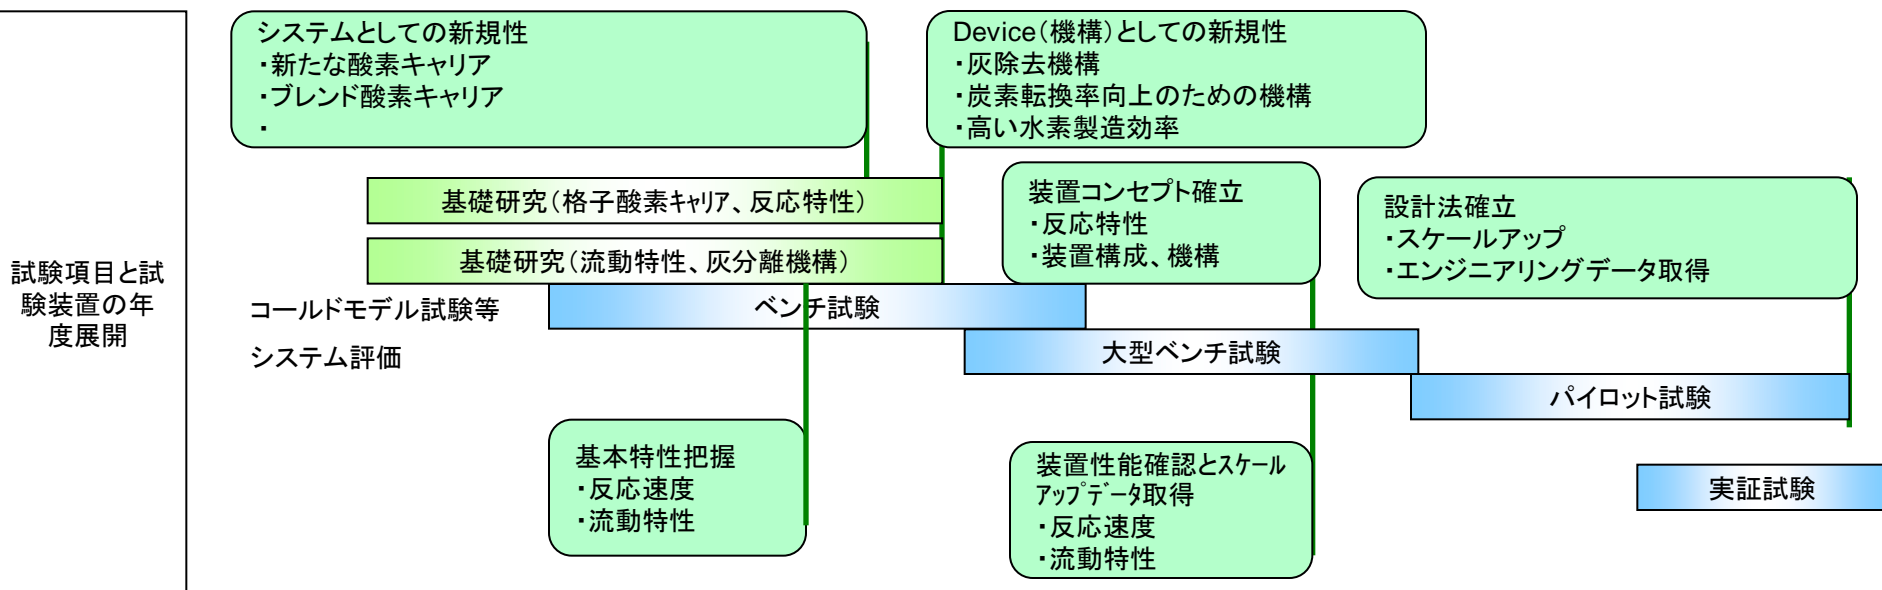 試験項目と試
験装置の年
度展開
システムとしての新規性
・新たな酸素キャリア
・ブレンド酸素キャリア
・
Device（機構）としての新規性
・灰除去機構
・炭素転換率向上のための機構
・高い水素製造効率
基礎研究（格子酸素ｷｬﾘｱ、反応特性）
基礎研究（流動特性、灰分離機構）
装置コンセプト確立
・反応特性
・装置構成、機構
設計法確立
・スケールアップ
・エンジニアリングデータ取得
コールドモデル試験等
ベンチ試験
システム評価
大型ベンチ試験
パイロット試験
基本特性把握
・反応速度
・流動特性
装置性能確認とｽｹｰﾙ
ｱｯﾌﾟﾃﾞｰﾀ取得
・反応速度
・流動特性
実証試験